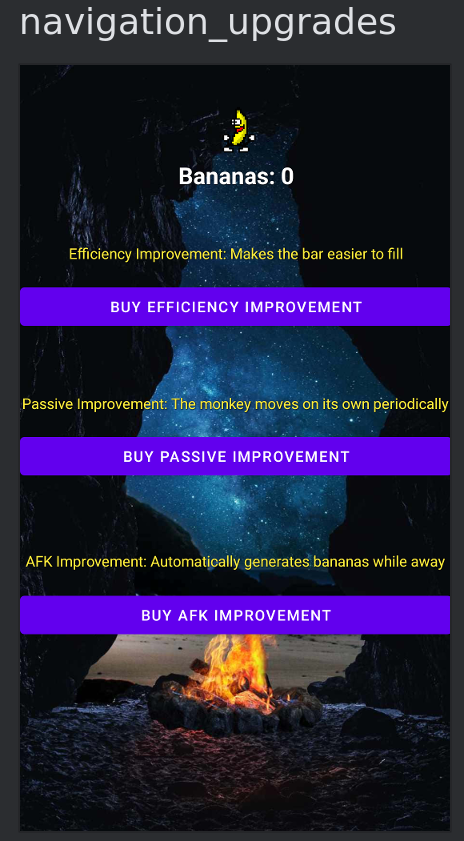 navigation_upgrades
Bananas: 0
Efficiency Improvement: Makes the bar easier to fill
BUY EFFICIENCY IMPROVEMENT
Passive Improvement: The monkey moves on its own periodically
BUY PASSIVE IMPROVEMENT
AFK Improvement: Automatically generates bananas while away
BUY AFK IMPROVEMENT